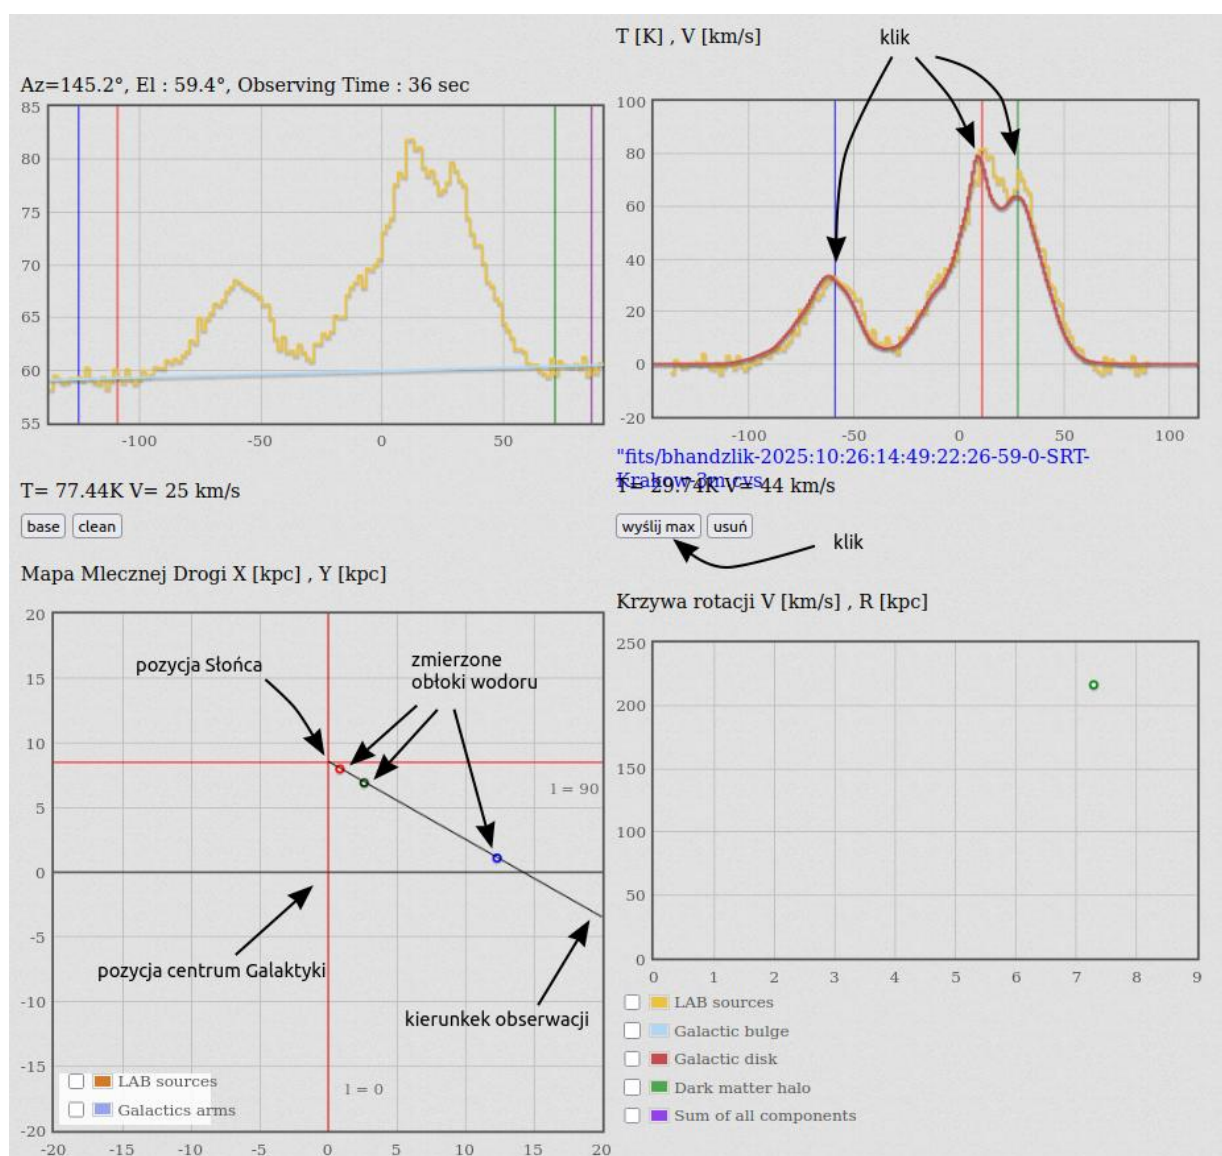 T [K] , V [km/s]
klik
Az=145.2°, El : 59.4°, Observing Time : 36 sec
85
80
75
70
65
60
55
-100
-50
0
50
100
80
60
40
20
0
-20
-100
-50
0
50
100
"fits/bhandzlik-2025:10:26:14:49:22:26-59-0-SRT-
Krakow-3m.cvs
T= 77.44K V= 25 km/s
T= 29.74K V= 44 km/s
base
clean
wyślij max
usuń
klik
Mapa Mlecznej Drogi X [kpc] , Y [kpc]
Krzywa rotacji V [km/s] , R [kpc]
20
15
10
5
0
-5
-10
-15
-20
pozycja Słońca
zmierzone
obłoki wodoru
l = 90
pozycja centrum Galaktyki
kierunkek obserwacji
l = 0
LAB sources
Galactics arms
-20
-15
-10
-5
0
5
10
15
20
250
200
150
100
50
0
0
1
2
3
4
5
6
7
8
9
LAB sources
Galactic bulge
Galactic disk
Dark matter halo
Sum of all components